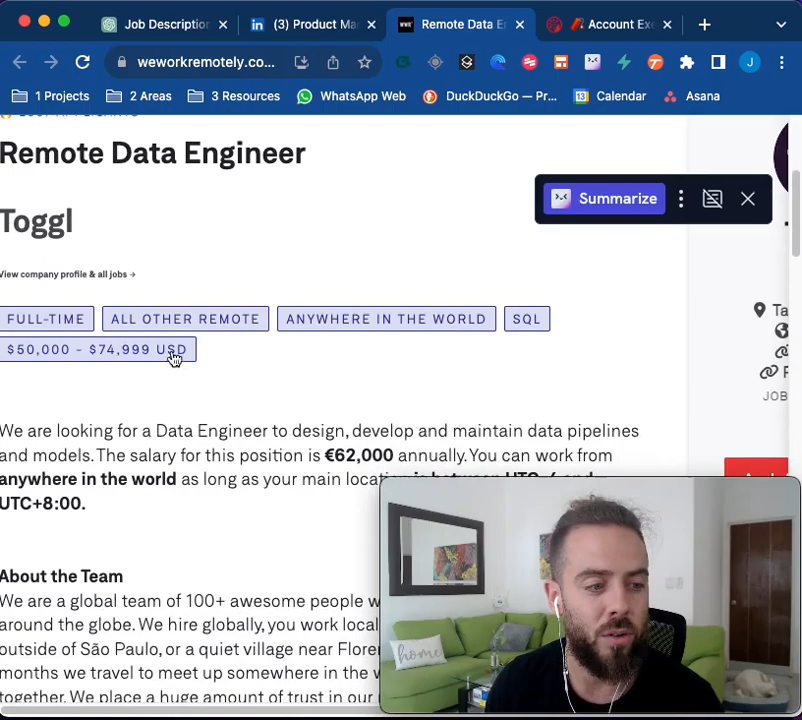 Job Description
(3) Product Ma
Remote Data E
Account Ex
weworkremotely.co...
J
1 Projects
2 Areas
3 Resources
WhatsApp Web
DuckDuckGo — Pr...
Calendar
Asana
Remote Data Engineer
Summarize
Toggl
View company profile & all jobs →
FULL-TIME
ALL OTHER REMOTE
ANYWHERE IN THE WORLD
SQL
$50,000 - $74,999 USD
Ta
JOB
We are looking for a Data Engineer to design, develop and maintain data pipelines
and models. The salary for this position is €62,000 annually. You can work from
anywhere in the world as long as your main location is between
UTC+8:00.
About the Team
We are a global team of 100+ awesome people w
around the globe. We hire globally, you work local
outside of São Paulo, or a quiet village near Flore
months we travel to meet up somewhere in the w
together. We place a huge amount of trust in our
home